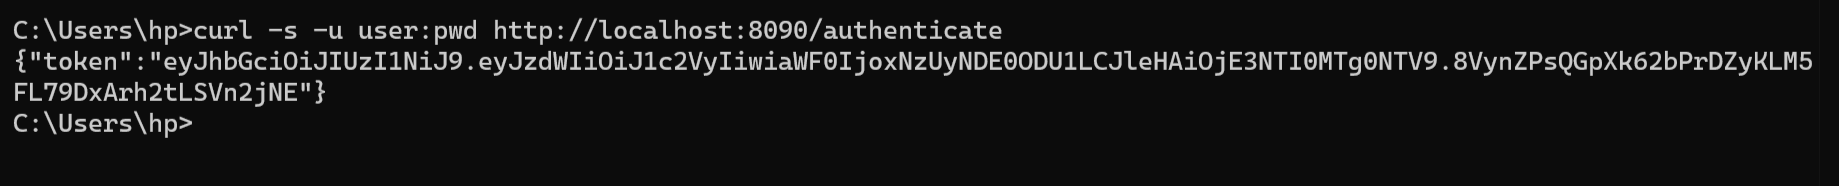 C:\Users\hp>curl -s -u user:pwd http://localhost:8090/authenticate
{"token":"eyJhbGciOiJIUzI1NiJ9.eyJzdWIiOiJ1c2VyIiwiaWF0IjoxNzUyNDE0ODU1LCJleHAiOjE3NTI0MTg0NTV9.8VynZPsQGpXk62bPrDZyKLM5
FL79DxArh2tLSVn2jNE"}
C:\Users\hp>